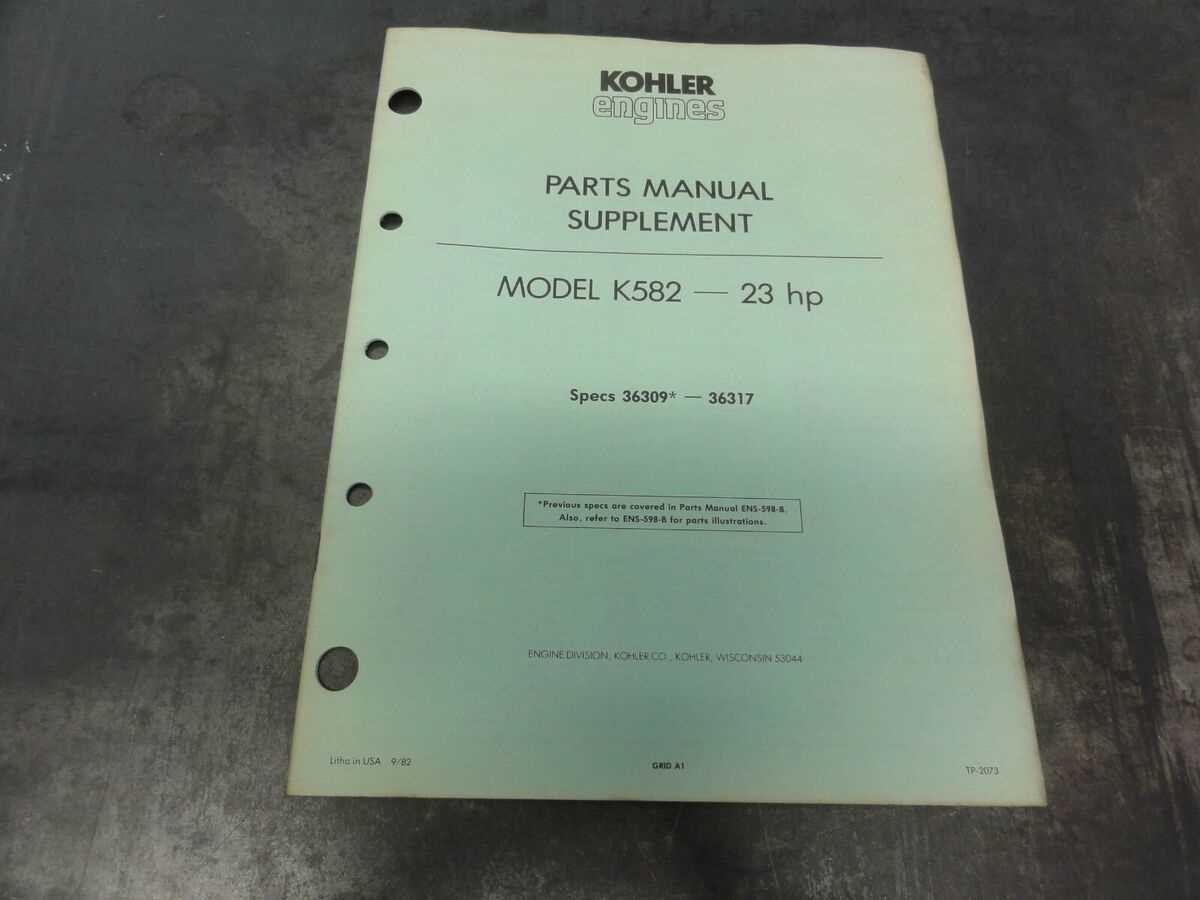 KOHLER
engines
PARTS MANUAL
SUPPLEMENT
MODEL K582 — 23 hp
Specs 36309* — 36317
*Previous specs are covered in Parts Manual ENS-598-B.
Also, refer to ENS-598-B for parts illustrations.
ENGINE DIVISION, KOHLER CO., KOHLER, WISCONSIN 53044
Litho in USA 9/82
GRID A1
TP-2073